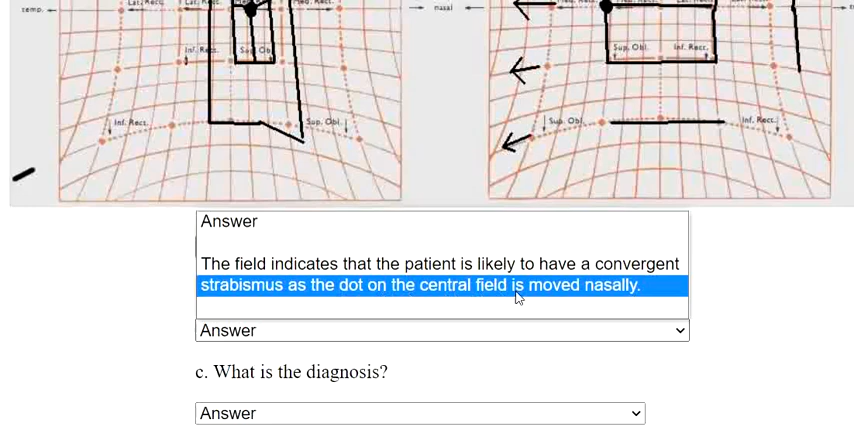 Lat. Rect. Lat. Rect. Med. Rect. Med. Rect.
temp. nasal
Inf. Rect. Sup. Obl. Sup. Obl. Inf. Rect.
Inf. Rect. Sup. Obl. Sup. Obl. Inf. Rect.
Answer
The field indicates that the patient is likely to have a convergent
strabismus as the dot on the central field is moved nasally.
Answer
c. What is the diagnosis?
Answer